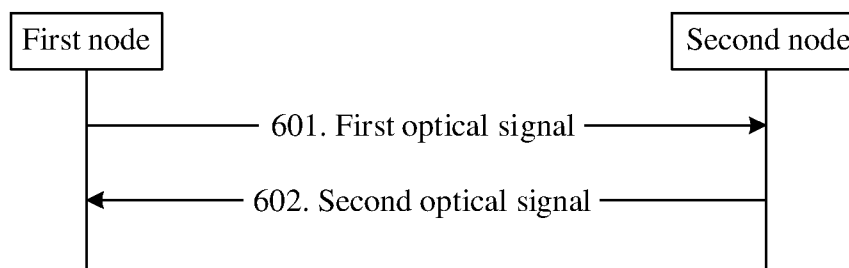 First node
Second node
601. First optical signal
602. Second optical signal